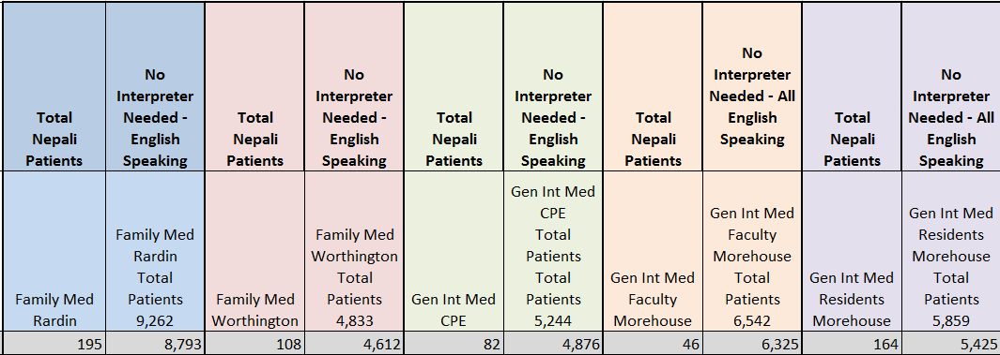 Total
Nepali
Patients
No
Interpreter
Needed -
English
Speaking
Total
Nepali
Patients
No
Interpreter
Needed -
English
Speaking
Total
Nepali
Patients
No
Interpreter
Needed -
English
Speaking
Total
Nepali
Patients
No
Interpreter
Needed - All
English
Speaking
Total
Nepali
Patients
No
Interpreter
Needed - All
English
Speaking
Family Med
Rardin
Family Med
Rardin
Total
Patients
9,262
Family Med
Worthington
Family Med
Worthington
Total
Patients
4,833
Gen Int Med
CPE
Gen Int Med
CPE
Total
Patients
Total
Patients
5,244
Gen Int Med
Faculty
Morehouse
Gen Int Med
Faculty
Morehouse
Total
Patients
6,542
Gen Int Med
Residents
Morehouse
Gen Int Med
Residents
Morehouse
Total
Patients
5,859
195 8,793 108 4,612 82 4,876 46 6,325 164 5,425